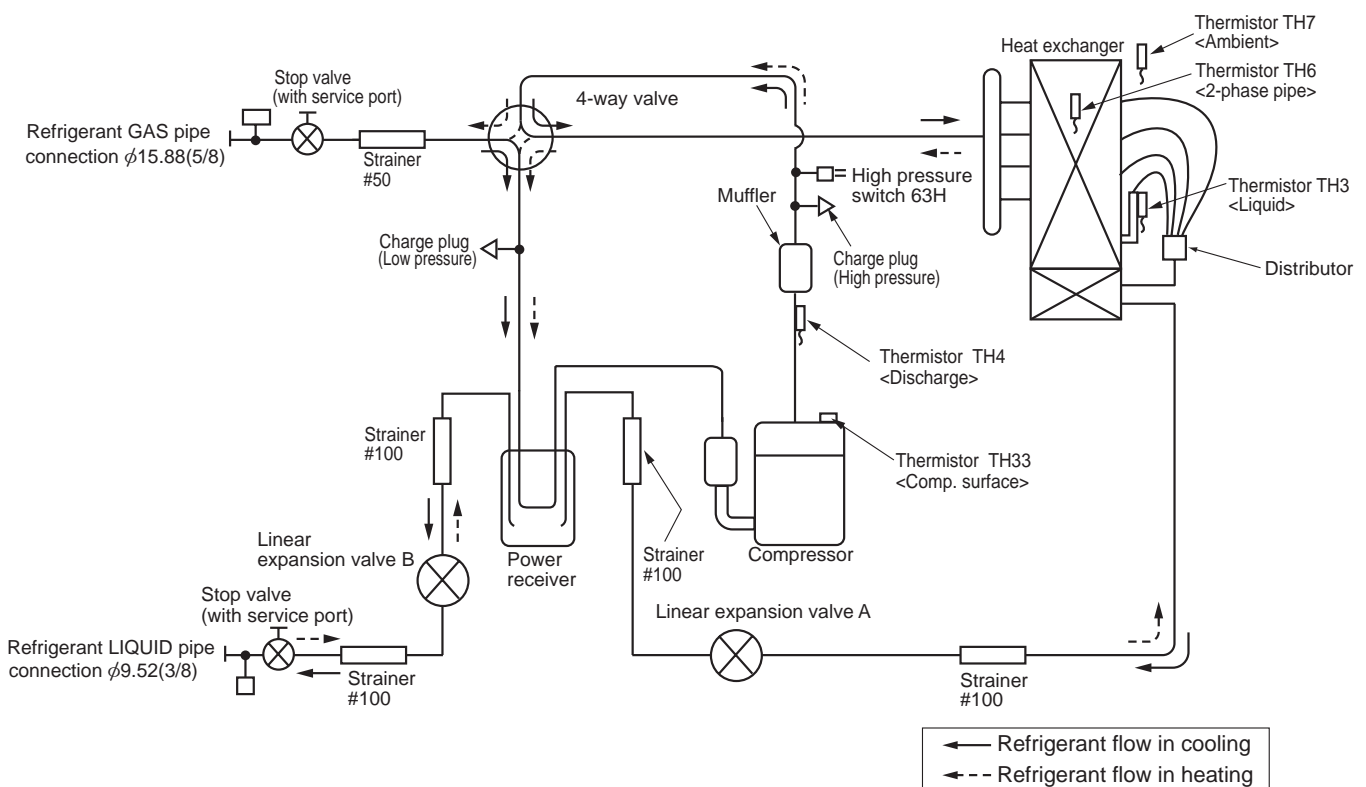 Thermistor TH7
<Ambient>
Heat exchanger
Thermistor TH6
<2-phase pipe>
Stop valve
(with service port)
4-way valve
Refrigerant GAS pipe
connection ϕ15.88(5/8)
Strainer
#50
High pressure
switch 63H
Thermistor TH3
<Liquid>
Muffler
Charge plug
(Low pressure)
Charge plug
(High pressure)
Distributor
Thermistor TH4
<Discharge>
Strainer
#100
Thermistor TH33
<Comp. surface>
Linear
expansion valve B
Power
receiver
Strainer
#100
Compressor
Stop valve
(with service port)
Linear expansion valve A
Refrigerant LIQUID pipe
connection ϕ9.52(3/8)
Strainer
#100
Strainer
#100
Refrigerant flow in cooling
Refrigerant flow in heating